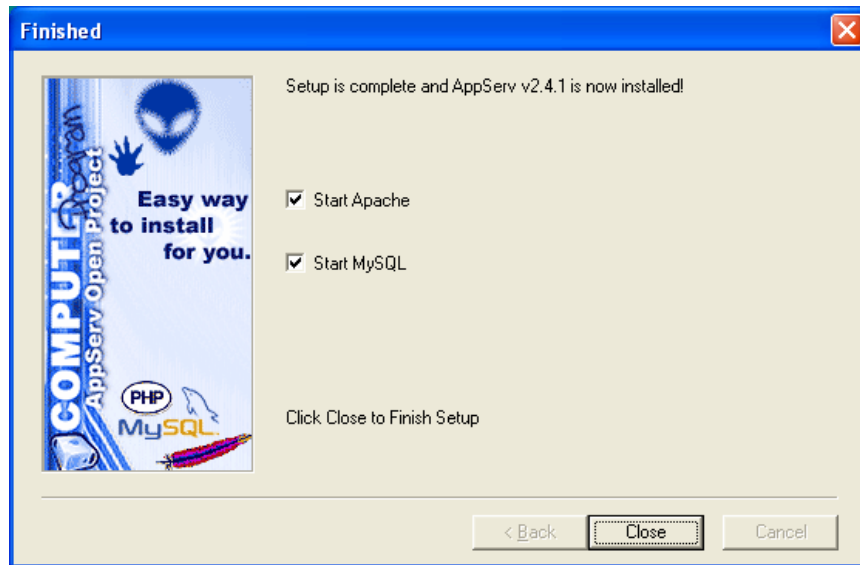 Finished
Setup is complete and AppServ v2.4.1 is now installed!
COMPUTER
Program
AppServ Open Project
Easy way
to install
for you.
PHP
MySQL
Start Apache
Start MySQL
Click Close to Finish Setup
< Back
Close
Cancel